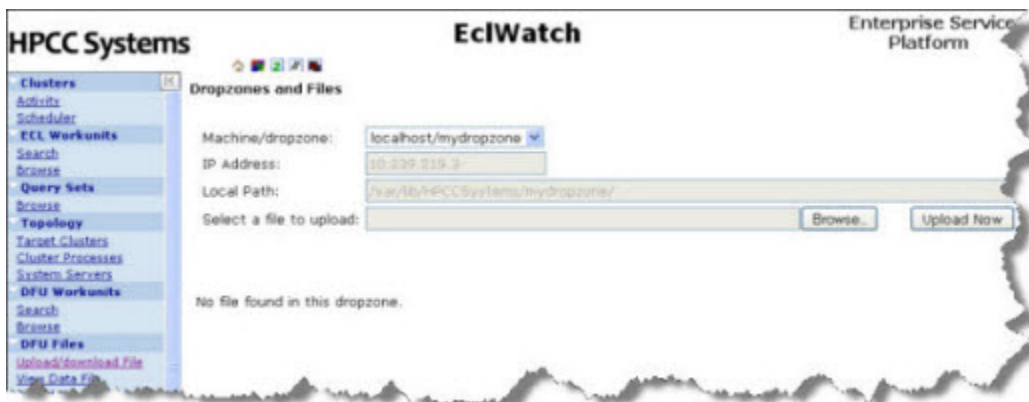 HPCC Systems
EclWatch
Enterprise Service
Platform
Clusters
Activity
Scheduler
ECL Workunits
Search
Browse
Query Sets
Browse
Topology
Target Clusters
Cluster Processes
System Servers
DFU Workunits
Search
Browse
DFU Files
Upload/download File
View Data File
Dropzones and Files
Machine/dropzone: localhost/mydropzone
IP Address: 10.239.219.3
Local Path: /var/lib/HPCCSystems/mydropzone/
Select a file to upload: Browse.. Upload Now
No file found in this dropzone.